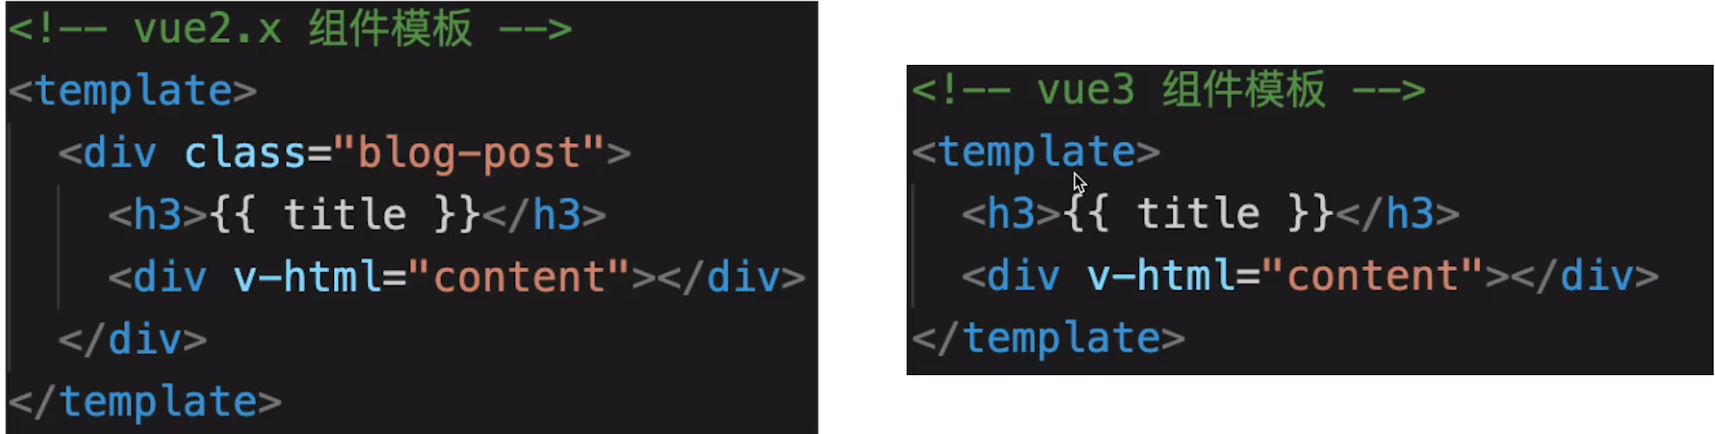 <!-- vue2.x 组件模板 -->
<template>
<div class="blog-post">
<h3>{{ title }}</h3>
<div v-html="content"></div>
</div>
</template>
<!-- vue3 组件模板 -->
<template>
<h3>{{ title }}</h3>
<div v-html="content"></div>
</template>